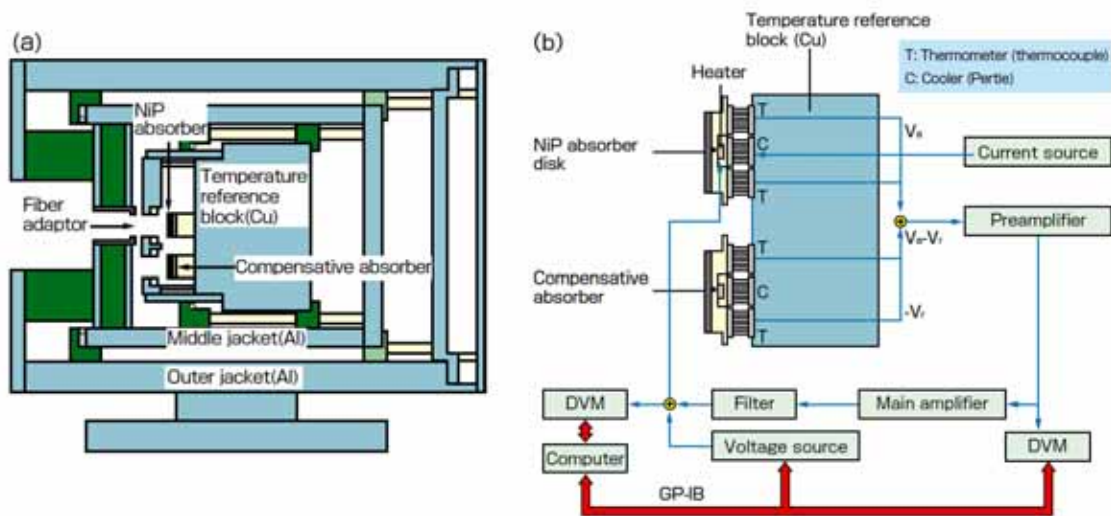 (a)
NiP
absorber
Temperature
reference
block(Cu)
Fiber
adaptor
Compensative absorber
Middle jacket(Al)
Outer jacket(Al)
(b)
Temperature reference
block (Cu)
T: Thermometer (thermocouple)
C: Cooler (Pertie)
Heater
NiP absorber
disk
T
C
T
Vs
Current source
Preamplifier
Vs-Vr
Compensative
absorber
T
C
T
-Vr
DVM
Filter
Main amplifier
Computer
Voltage source
DVM
GP-IB